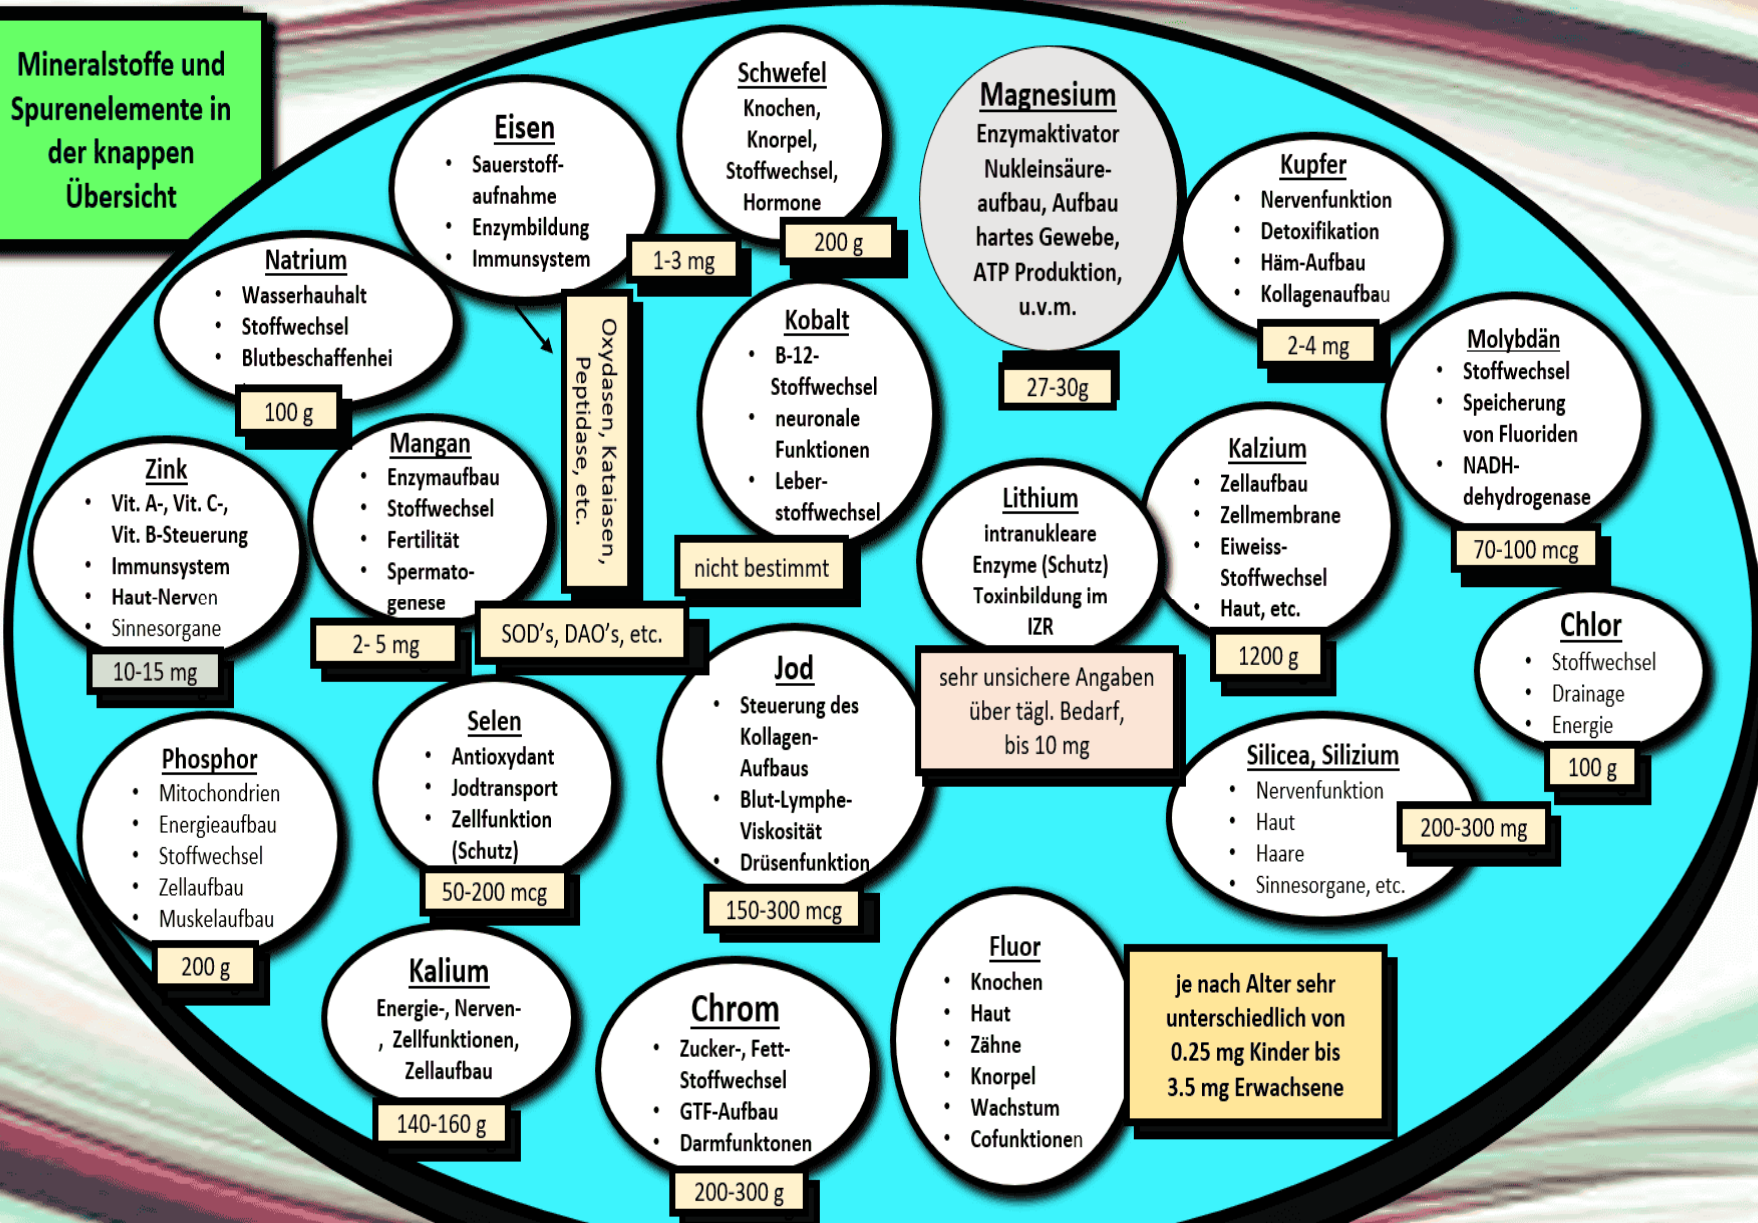 Mineralstoffe und
Spurenelemente in
der knappen
Übersicht
Eisen
• Sauerstoff-
aufnahme
• Enzymbildung
• Immunsystem
1-3 mg
Oxydasen, Kataiasen,
Peptidase, etc.
Schwefel
Knochen,
Knorpel,
Stoffwechsel,
Hormone
200 g
Magnesium
Enzymaktivator
Nukleinsäure-
aufbau, Aufbau
hartes Gewebe,
ATP Produktion,
u.v.m.
27-30g
Kupfer
• Nervenfunktion
• Detoxifikation
• Häm-Aufbau
• Kollagenaufbau
2-4 mg
Natrium
• Wasserhauhalt
• Stoffwechsel
• Blutbeschaffenhei
100 g
Kobalt
• B-12-
Stoffwechsel
• neuronale
Funktionen
• Leber-
stoffwechsel
nicht bestimmt
Molybdän
• Stoffwechsel
• Speicherung
von Fluoriden
• NADH-
dehydrogenase
70-100 mcg
Zink
• Vit. A-, Vit. C-,
Vit. B-Steuerung
• Immunsystem
• Haut-Nerven
• Sinnesorgane
10-15 mg
Mangan
• Enzymaufbau
• Stoffwechsel
• Fertilität
• Spermato-
genese
2- 5 mg
SOD's, DAO's, etc.
Lithium
intranukleare
Enzyme (Schutz)
Toxinbildung im
IZR
sehr unsichere Angaben
über tägl. Bedarf,
bis 10 mg
Kalzium
• Zellaufbau
• Zellmembrane
• Eiweiss-
Stoffwechsel
• Haut, etc.
1200 g
Chlor
• Stoffwechsel
• Drainage
• Energie
100 g
Phosphor
• Mitochondrien
• Energieaufbau
• Stoffwechsel
• Zellaufbau
• Muskelaufbau
200 g
Selen
• Antioxydant
• Jodtransport
• Zellfunktion
(Schutz)
50-200 mcg
Jod
• Steuerung des
Kollagen-
Aufbaus
• Blut-Lymphe-
Viskosität
• Drüsenfunktion
150-300 mcg
Silicea, Silizium
• Nervenfunktion
• Haut
• Haare
• Sinnesorgane, etc.
200-300 mg
Kalium
Energie-, Nerven-
, Zellfunktionen,
Zellaufbau
140-160 g
Chrom
• Zucker-, Fett-
Stoffwechsel
• GTF-Aufbau
• Darmfunktonen
200-300 g
Fluor
• Knochen
• Haut
• Zähne
• Knorpel
• Wachstum
• Cofunktionen
je nach Alter sehr
unterschiedlich von
0.25 mg Kinder bis
3.5 mg Erwachsene